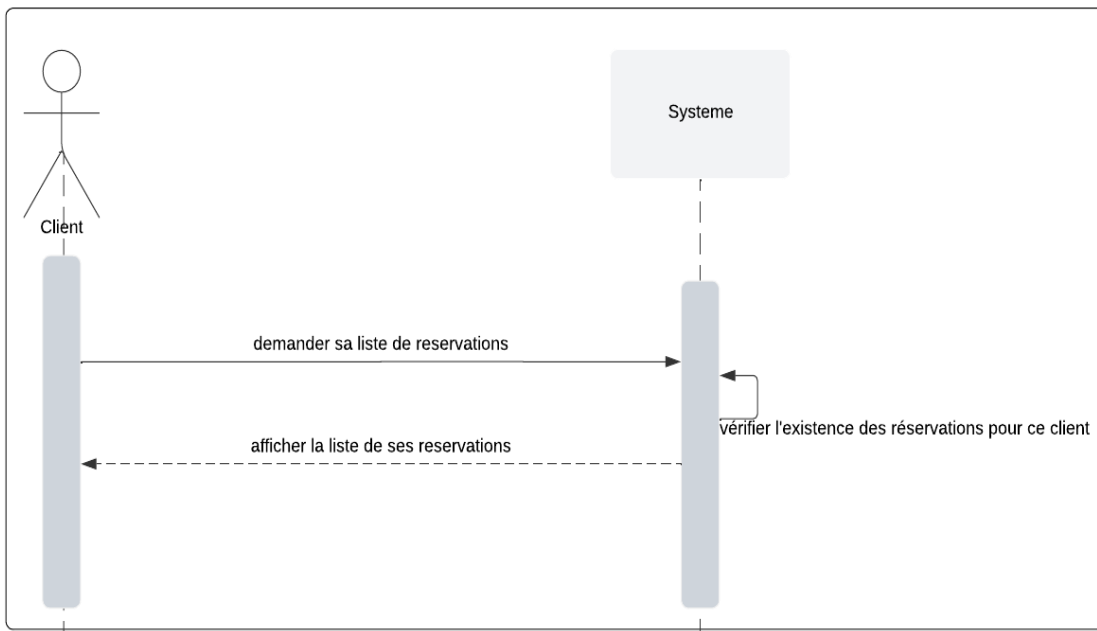 Systeme
Client
demander sa liste de reservations
vérifier l'existence des réservations pour ce client
afficher la liste de ses reservations